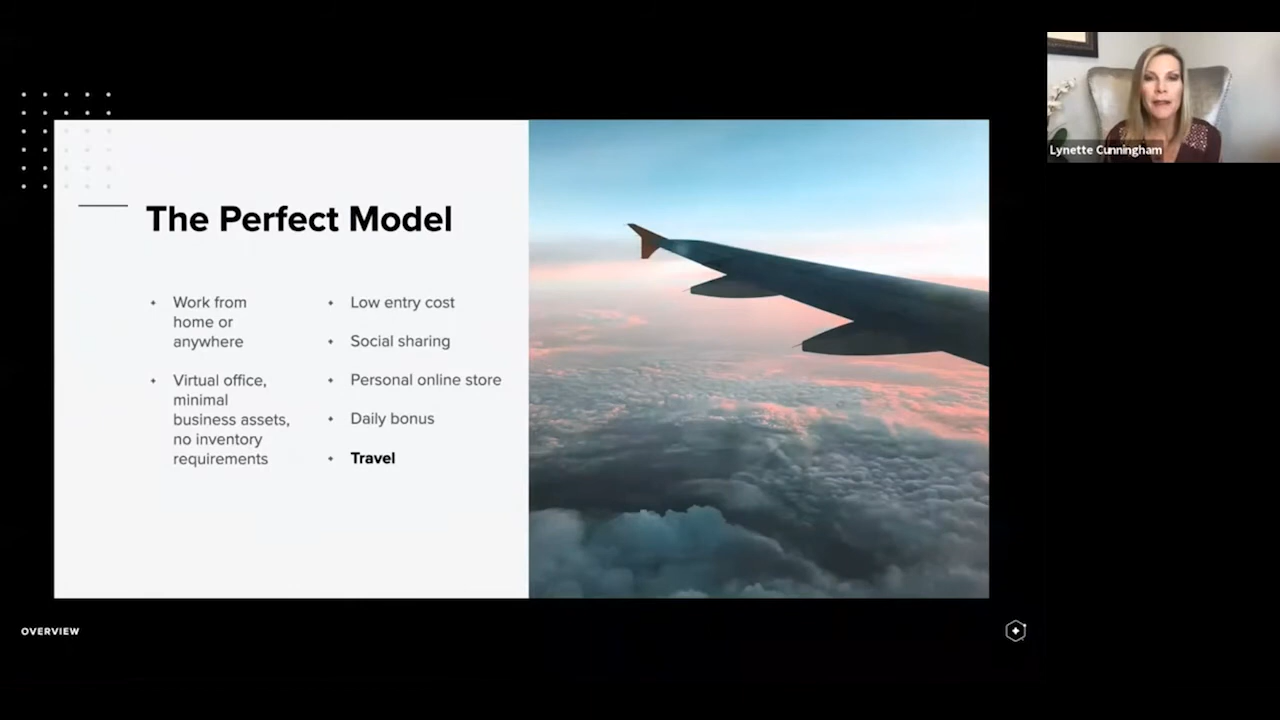 The Perfect Model
Work from
home or
anywhere
Virtual office,
minimal
business assets,
no inventory
requirements
Low entry cost
Social sharing
Personal online store
Daily bonus
Travel
OVERVIEW
Lynette Cunningham